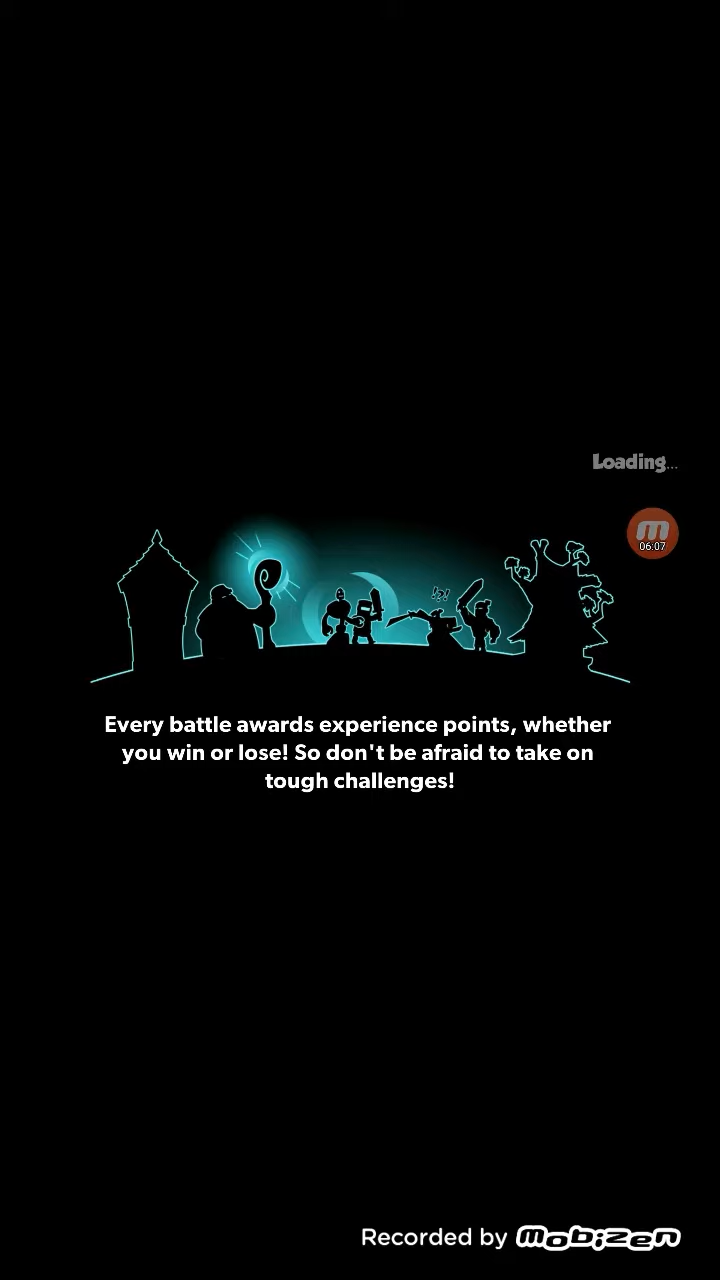 Loading...
06:07
!?!
Every battle awards experience points, whether
you win or lose! So don't be afraid to take on
tough challenges!
Recorded by mobizen